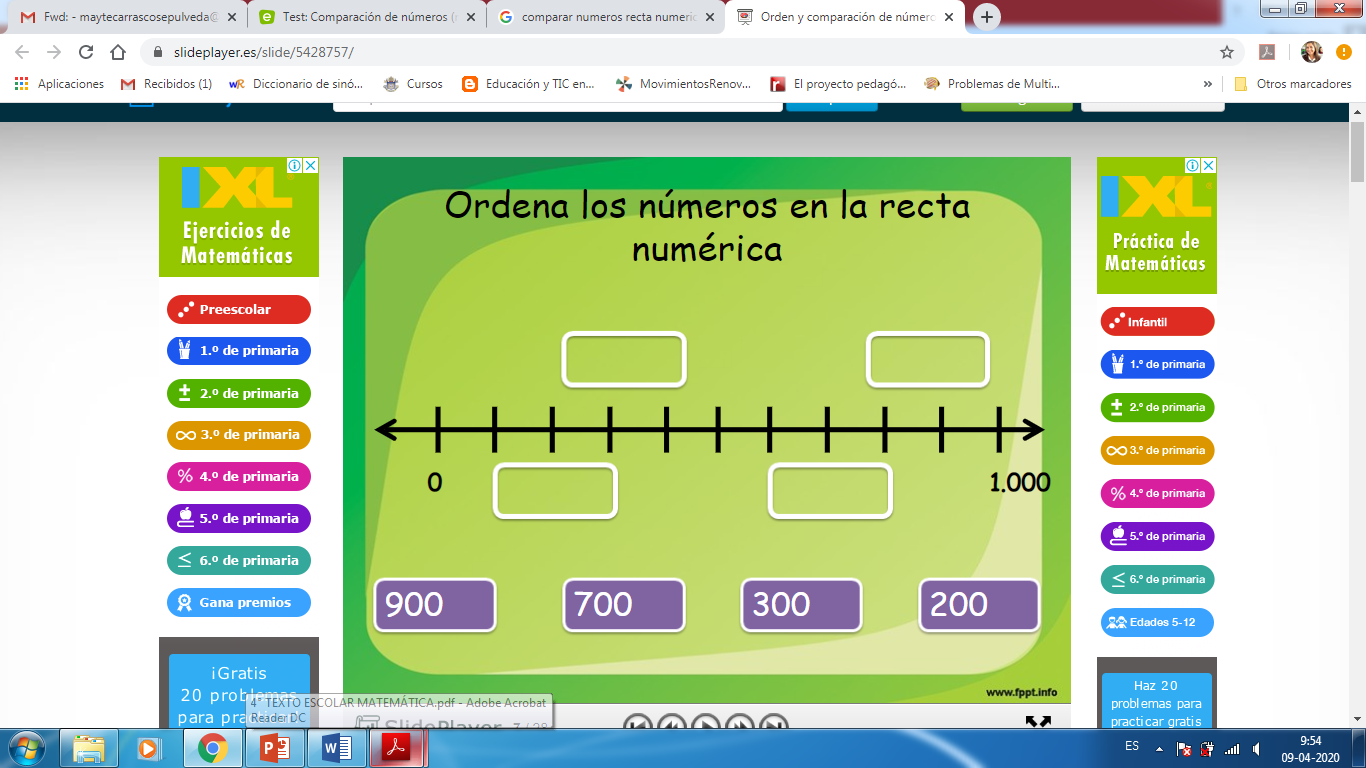 Fwd: - maytecarrascosepulveda@
Test: Comparación de números (
comparar numeros recta numeric
Orden y comparación de número
slideplayer.es/slide/5428757/
Aplicaciones
Recibidos (1)
Diccionario de sinó...
Cursos
Educación y TIC en...
MovimientosRenov...
El proyecto pedagó...
Problemas de Multi...
»
Otros marcadores
IXL
Ejercicios de
Matemáticas
Preescolar
1.º de primaria
2.º de primaria
3.º de primaria
4.º de primaria
5.º de primaria
6.º de primaria
Gana premios
¡Gratis
20 problemas
para practicar!
Ordena los números en la recta
numérica
0
1.000
900 700 300 200
www.fppt.info
SlidePlayer
IXL
Práctica de
Matemáticas
Infantil
1.º de primaria
2.º de primaria
3.º de primaria
4.º de primaria
5.º de primaria
6.º de primaria
Edades 5-12
Haz 20
problemas para
practicar gratis
4° TEXTO ESCOLAR MATEMÁTICA.pdf - Adobe Acrobat
Reader DC
ES
9:54
09-04-2020